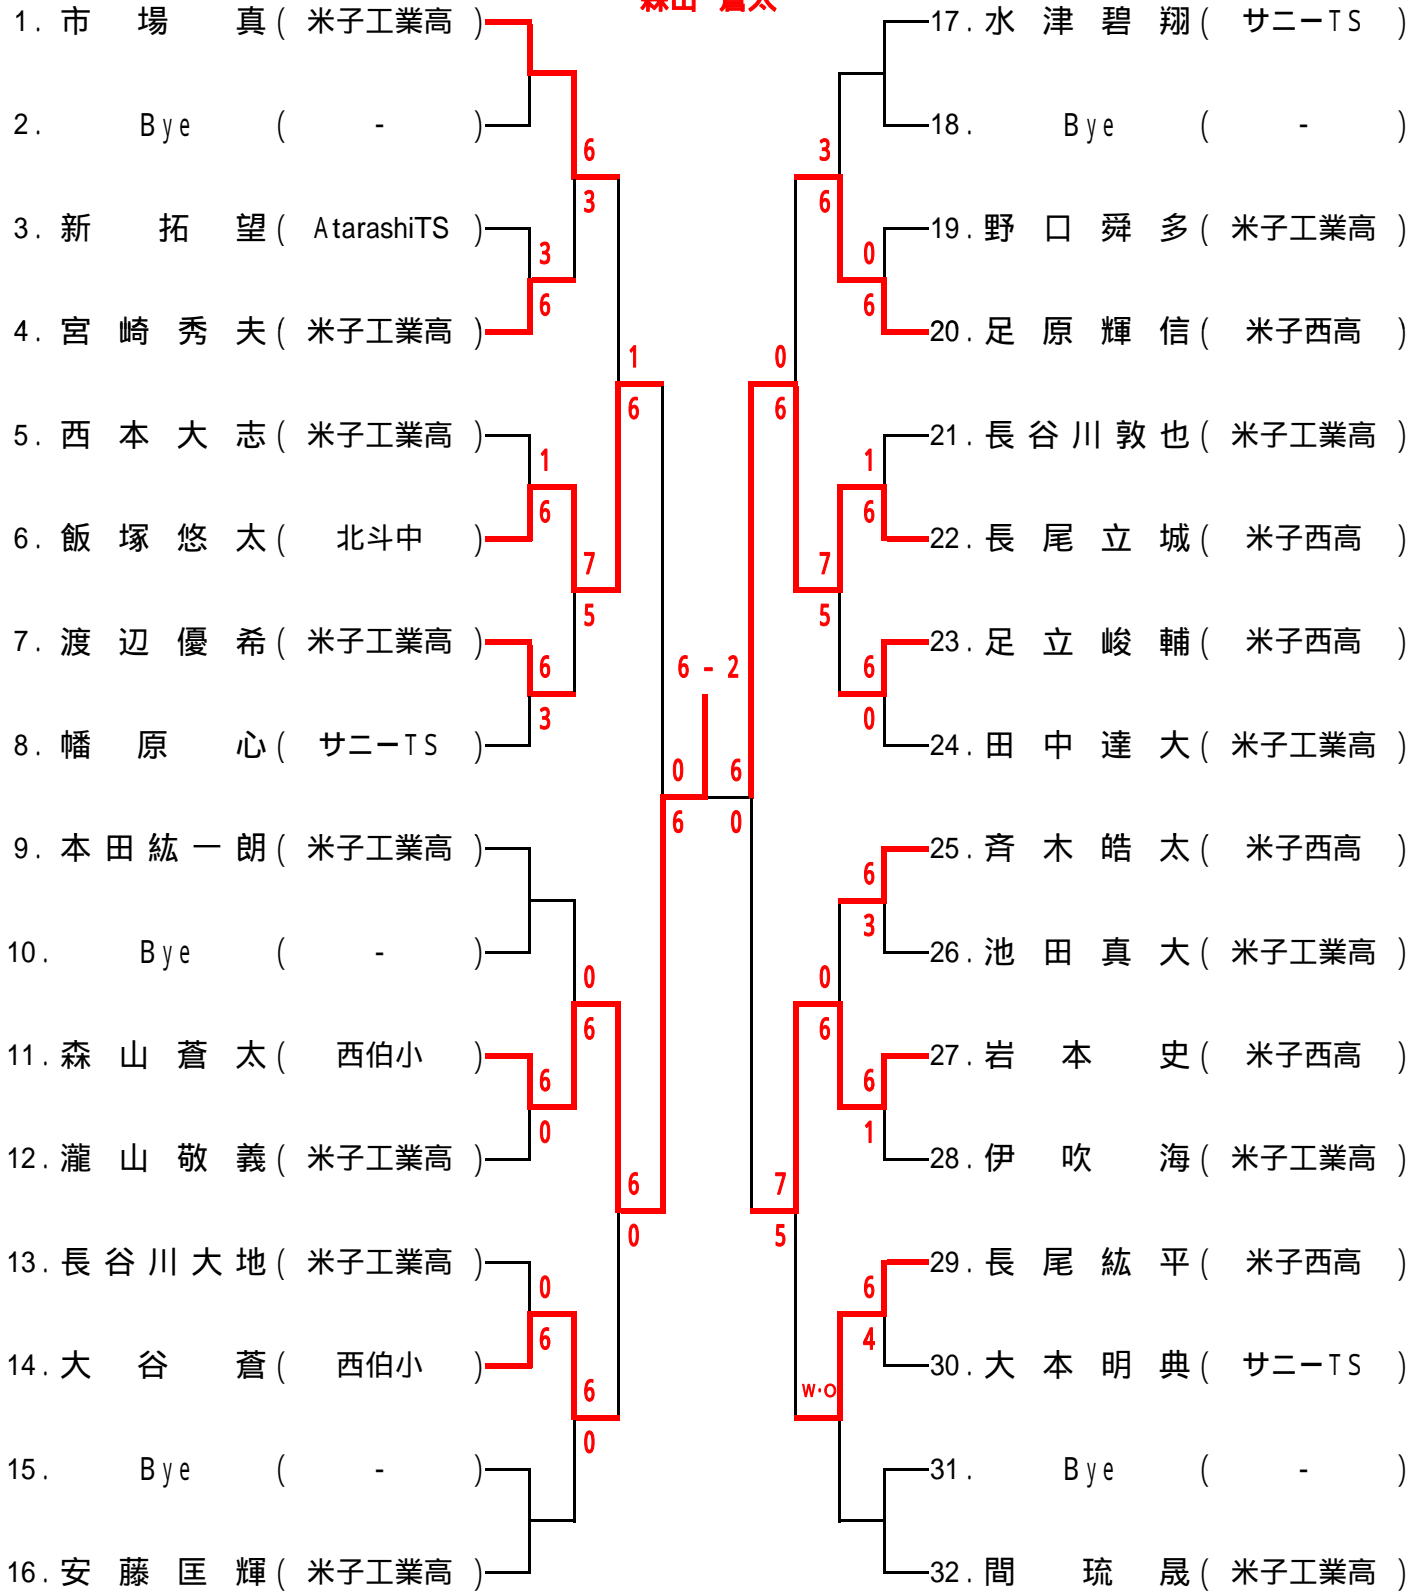 森山 蒼太
1. 市場 真 ( 米子工業高 )
2. Bye ( - )
6
3
3. 新 拓望 ( AtarashiTS )
3
6
4. 宮崎秀夫 ( 米子工業高 )
1
6
5. 西本大志 ( 米子工業高 )
1
6
6. 飯塚悠太 ( 北斗中 )
7
5
7. 渡辺優希 ( 米子工業高 )
6
3
8. 幡原 心 ( サニーTS )
0
6
9. 本田紘一朗 ( 米子工業高 )
10. Bye ( - )
0
6
11. 森山蒼太 ( 西伯小 )
6
0
12. 瀧山敬義 ( 米子工業高 )
6
0
13. 長谷川大地 ( 米子工業高 )
0
6
14. 大谷 蒼 ( 西伯小 )
6
0
15. Bye ( - )
16. 安藤匡輝 ( 米子工業高 )
6 - 2
17. 水津碧翔 ( サニーTS )
18. Bye ( - )
3
6
19. 野口舜多 ( 米子工業高 )
0
6
20. 足原輝信 ( 米子西高 )
0
6
21. 長谷川敦也 ( 米子工業高 )
1
6
22. 長尾立城 ( 米子西高 )
7
5
23. 足立峻輔 ( 米子西高 )
6
0
24. 田中達大 ( 米子工業高 )
6
0
25. 斉木皓太 ( 米子西高 )
6
3
26. 池田真大 ( 米子工業高 )
0
6
27. 岩本 史 ( 米子西高 )
6
1
28. 伊吹 海 ( 米子工業高 )
7
5
29. 長尾紘平 ( 米子西高 )
6
4
30. 大本明典 ( サニーTS )
W・O
31. Bye ( - )
32. 間 琉晟 ( 米子工業高 )